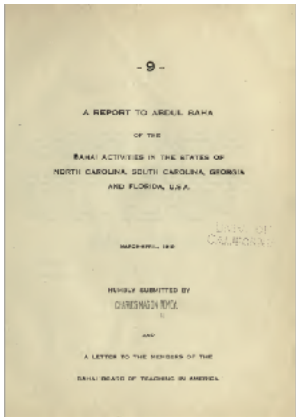 - 9 -
A REPORT TO ABDUL BAHA
OF THE
BAHAI ACTIVITIES IN THE STATES OF
NORTH CAROLINA, SOUTH CAROLINA, GEORGIA
AND FLORIDA, U.S.A.
UNIV. OF
MARCH-APRIL,
HUMBLY SUBMITTED BY
CHARLES MASON REMEY
AND
A LETTER TO THE MEMBERS OF THE
BAHAI BOARD OF TEACHING IN AMERICA